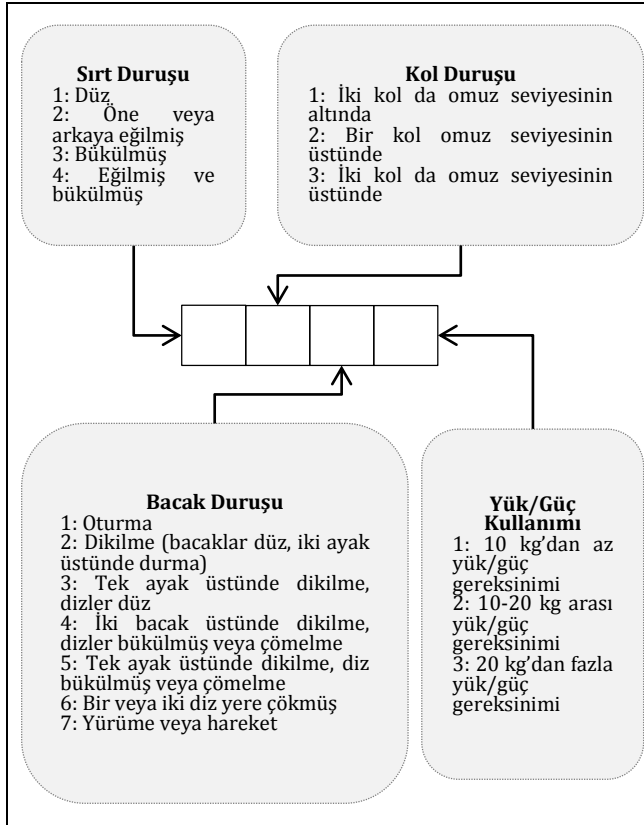 Sırt Duruşu
1: Düz
2: Öne veya
arkaya eğilmiş
3: Bükülmüş
4: Eğilmiş ve
bükülmüş
Kol Duruşu
1: İki kol da omuz seviyesinin
altında
2: Bir kol omuz seviyesinin
üstünde
3: İki kol da omuz seviyesinin
üstünde
Bacak Duruşu
1: Oturma
2: Dikilme (bacaklar düz, iki ayak
üstünde durma)
3: Tek ayak üstünde dikilme,
dizler düz
4: İki bacak üstünde dikilme,
dizler bükülmüş veya çömelme
5: Tek ayak üstünde dikilme, diz
bükülmüş veya çömelme
6: Bir veya iki diz yere çökmüş
7: Yürüme veya hareket
Yük/Güç
Kullanımı
1: 10 kg’dan az
yük/güç
gereksinimi
2: 10-20 kg arası
yük/güç
gereksinimi
3: 20 kg’dan fazla
yük/güç
gereksinimi